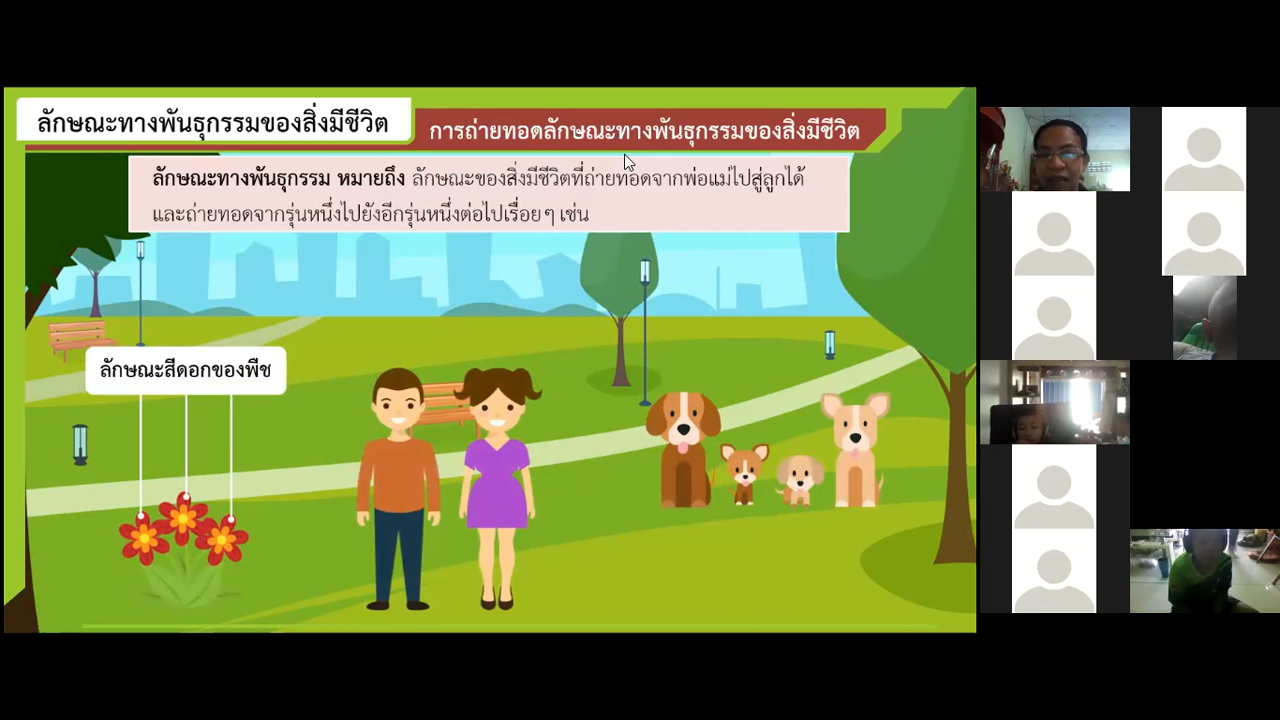 ลักษณะทางพันธุกรรมของสิ่งมีชีวิต
การถ่ายทอดลักษณะทางพันธุกรรมของสิ่งมีชีวิต
ลักษณะทางพันธุกรรม หมายถึง ลักษณะของสิ่งมีชีวิตที่ถ่ายทอดจากพ่อแม่ไปสู่ลูกได้
และถ่ายทอดจากรุ่นหนึ่งไปยังอีกรุ่นหนึ่งต่อไปเรื่อย ๆ เช่น
ลักษณะสีดอกของพืช